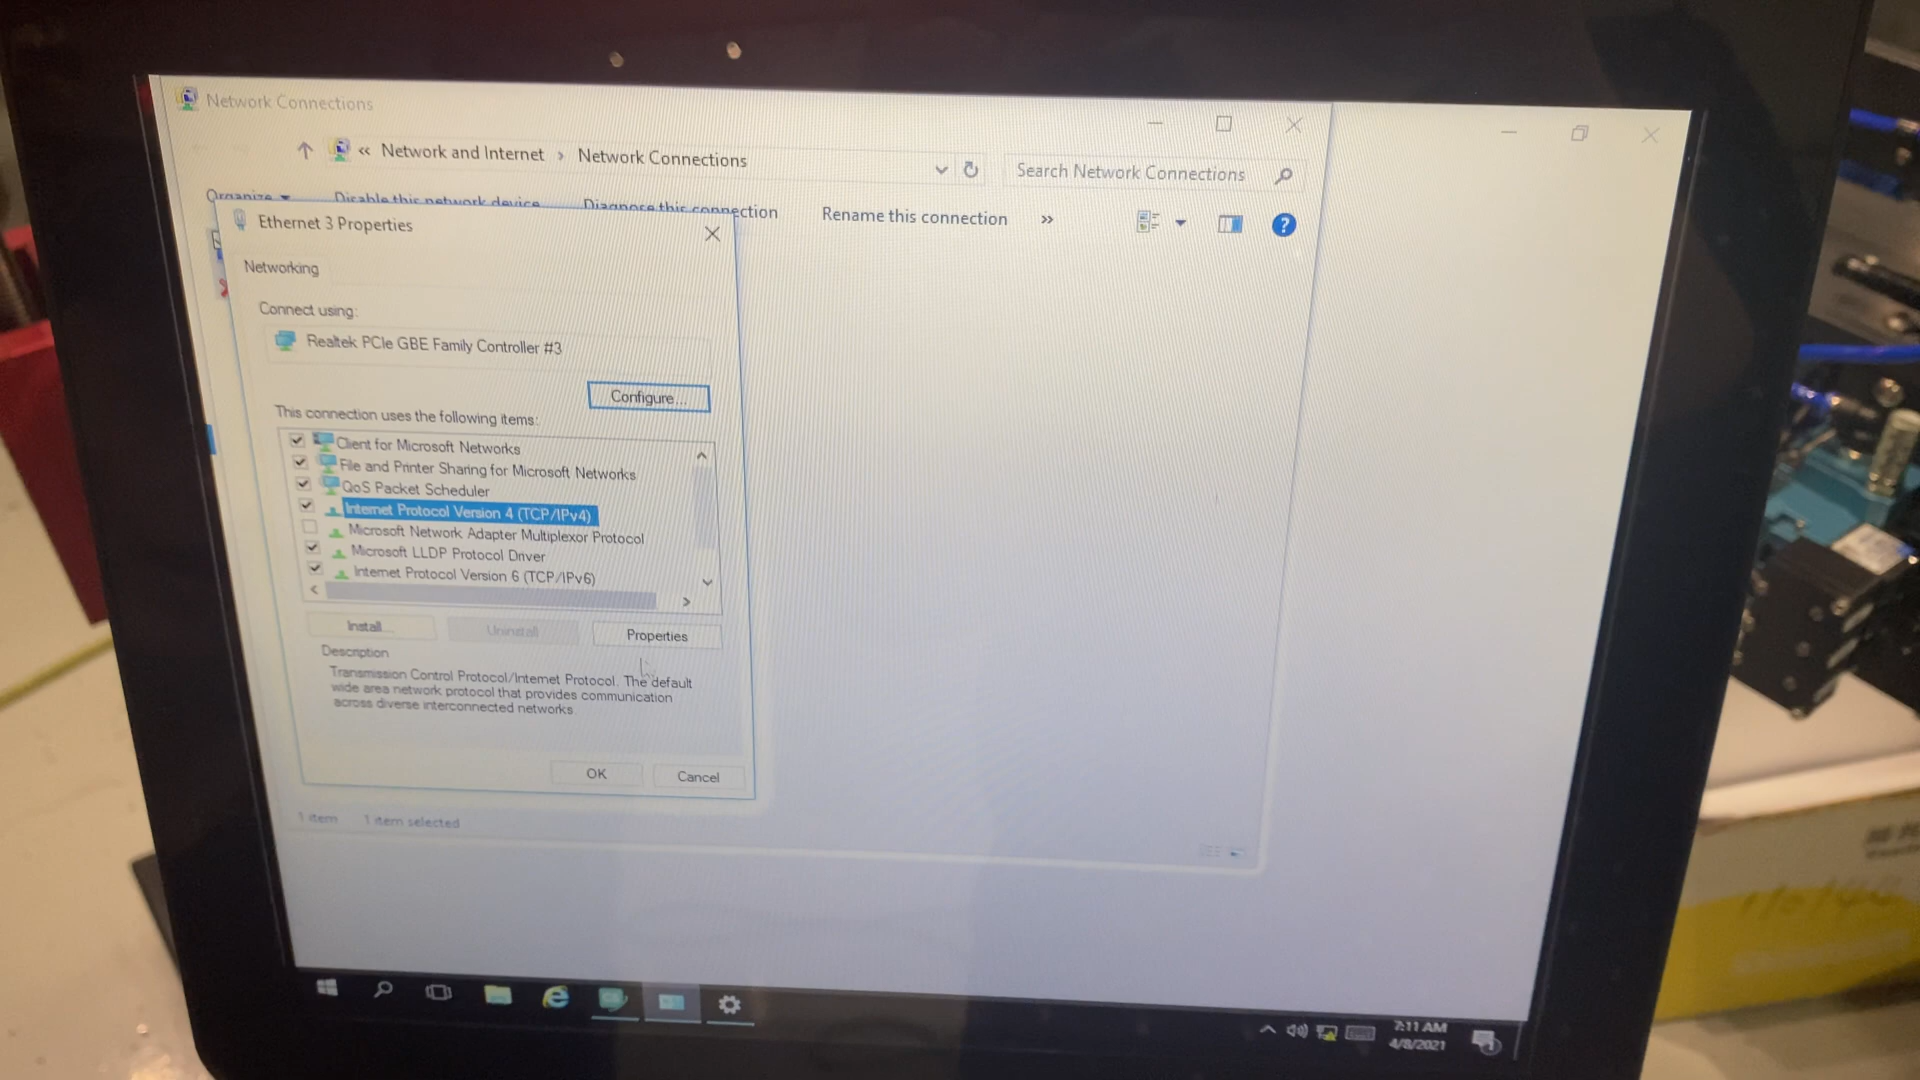 Network Connections
« Network and Internet › Network Connections
Search Network Connections
Organize
Disable this network device
Diagnose this connection
Rename this connection
»
?
Ethernet 3 Properties
Networking
Connect using:
Realtek PCIe GBE Family Controller #3
Configure...
This connection uses the following items:
Client for Microsoft Networks
File and Printer Sharing for Microsoft Networks
QoS Packet Scheduler
Internet Protocol Version 4 (TCP/IPv4)
Microsoft Network Adapter Multiplexor Protocol
Microsoft LLDP Protocol Driver
Internet Protocol Version 6 (TCP/IPv6)
Install...
Uninstall
Properties
Description
Transmission Control Protocol/Internet Protocol. The default
wide area network protocol that provides communication
across diverse interconnected networks
OK
Cancel
1 item
1 item selected
7:11 AM
4/8/2021